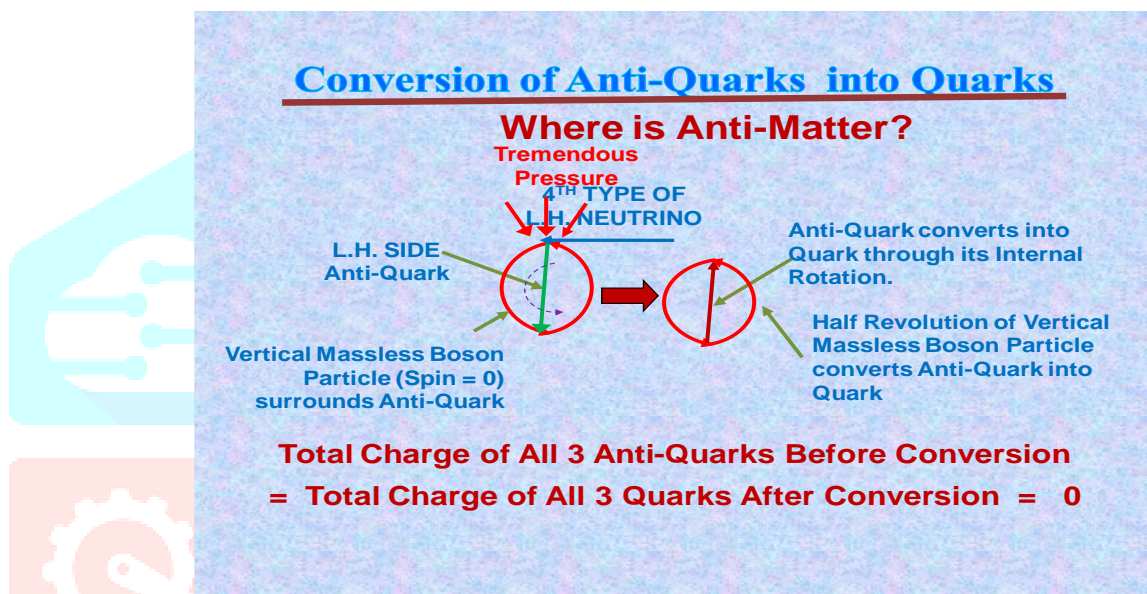 Conversion of Anti-Quarks into Quarks
Where is Anti-Matter?
Tremendous
Pressure
4TH TYPE OF
L.H. NEUTRINO
L.H. SIDE
Anti-Quark
Anti-Quark converts into
Quark through its Internal
Rotation.
Vertical Massless Boson
Particle (Spin = 0)
surrounds Anti-Quark
Half Revolution of Vertical
Massless Boson Particle
converts Anti-Quark into
Quark
Total Charge of All 3 Anti-Quarks Before Conversion
= Total Charge of All 3 Quarks After Conversion = 0